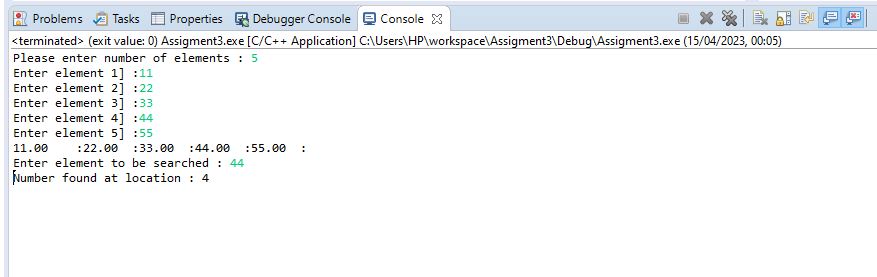 Problems Tasks Properties Debugger Console Console
<terminated> (exit value: 0) Assigment3.exe [C/C++ Application] C:\Users\HP\workspace\Assigment3\Debug\Assigment3.exe (15/04/2023, 00:05)
Please enter number of elements : 5
Enter element 1] :11
Enter element 2] :22
Enter element 3] :33
Enter element 4] :44
Enter element 5] :55
11.00    :22.00  :33.00  :44.00  :55.00  :
Enter element to be searched : 44
Number found at location : 4